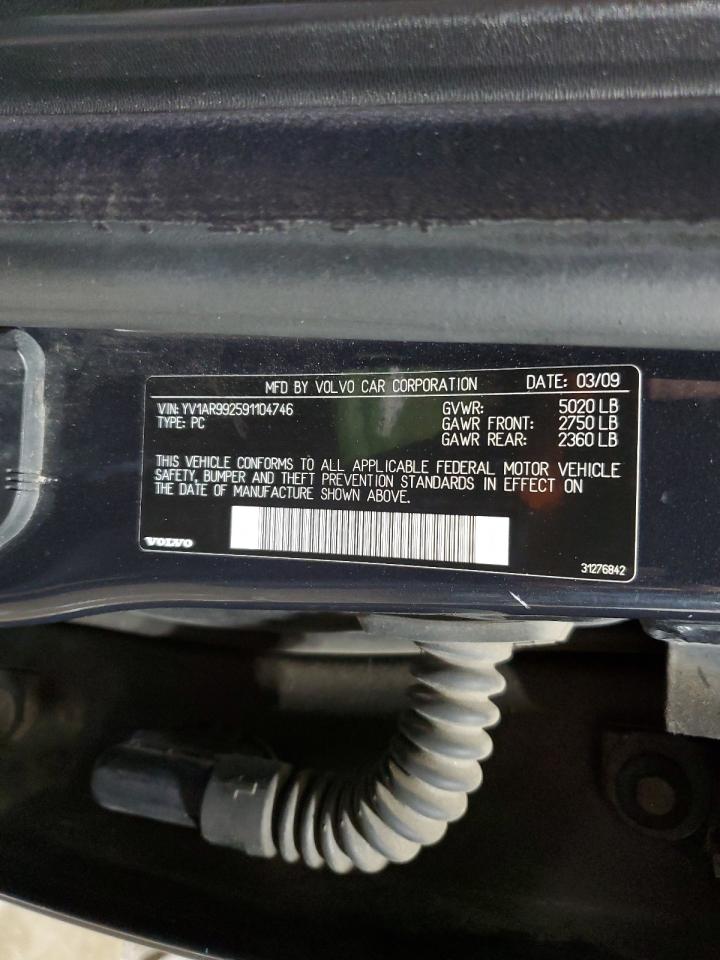 MFD BY VOLVO CAR CORPORATION DATE: 03/09
VIN: YV1AR992591104746 GVWR: 5020 LB
TYPE: PC GAWR FRONT: 2750 LB
GAWR REAR: 2360 LB
THIS VEHICLE CONFORMS TO ALL APPLICABLE FEDERAL MOTOR VEHICLE
SAFETY, BUMPER AND THEFT PREVENTION STANDARDS IN EFFECT ON
THE DATE OF MANUFACTURE SHOWN ABOVE.
VOLVO
31276842